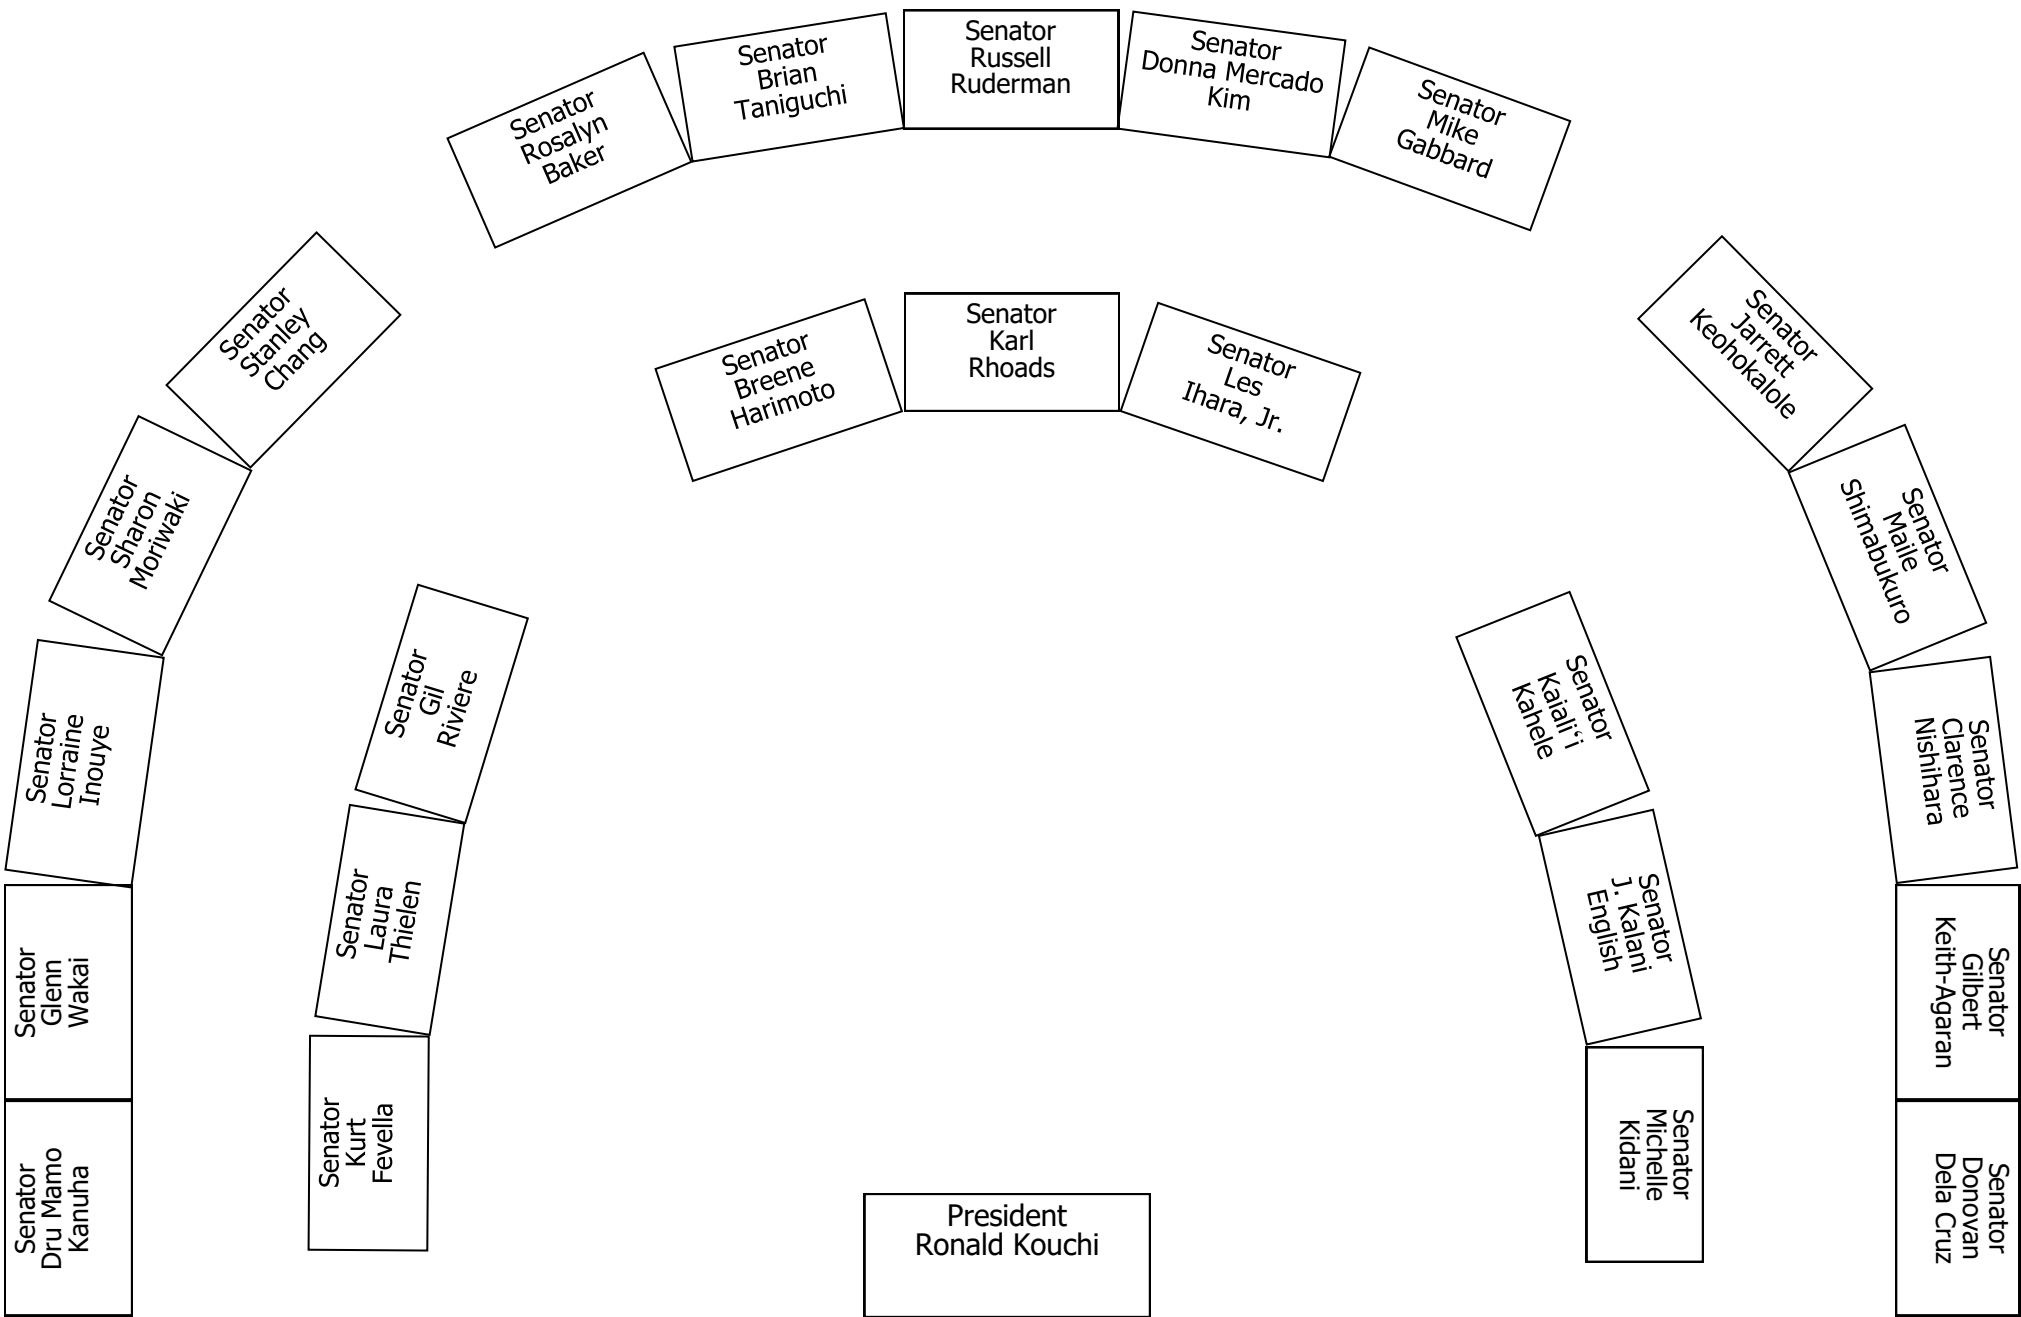 Senator
Rosalyn
Baker
Senator
Brian
Taniguchi
Senator
Russell
Ruderman
Senator
Donna Mercado
Kim
Senator
Mike
Gabbard
Senator
Stanley
Chang
Senator
Breene
Harimoto
Senator
Karl
Rhoads
Senator
Les
Ihara, Jr.
Senator
Jarrett
Keohokalole
Senator
Sharon
Moriwaki
Senator
Maile
Shimabukuro
Senator
Lorraine
Inouye
Senator
Gil
Riviere
Senator
Kaialiʻi
Kahele
Senator
Clarence
Nishihara
Senator
Glenn
Wakai
Senator
Laura
Thielen
Senator
J. Kalani
English
Senator
Gilbert
Keith-Agaran
Senator
Dru Mamo
Kanuha
Senator
Kurt
Fevella
President
Ronald Kouchi
Senator
Michelle
Kidani
Senator
Donovan
Dela Cruz